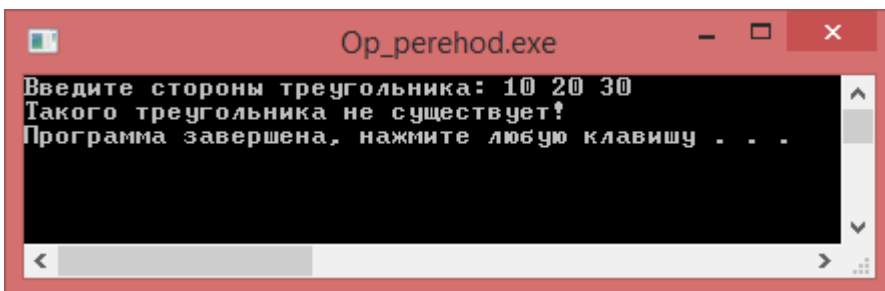 Op_perehod.exe
Введите стороны треугольника: 10 20 30
Такого треугольника не существует!
Программа завершена, нажмите любую клавишу . . .